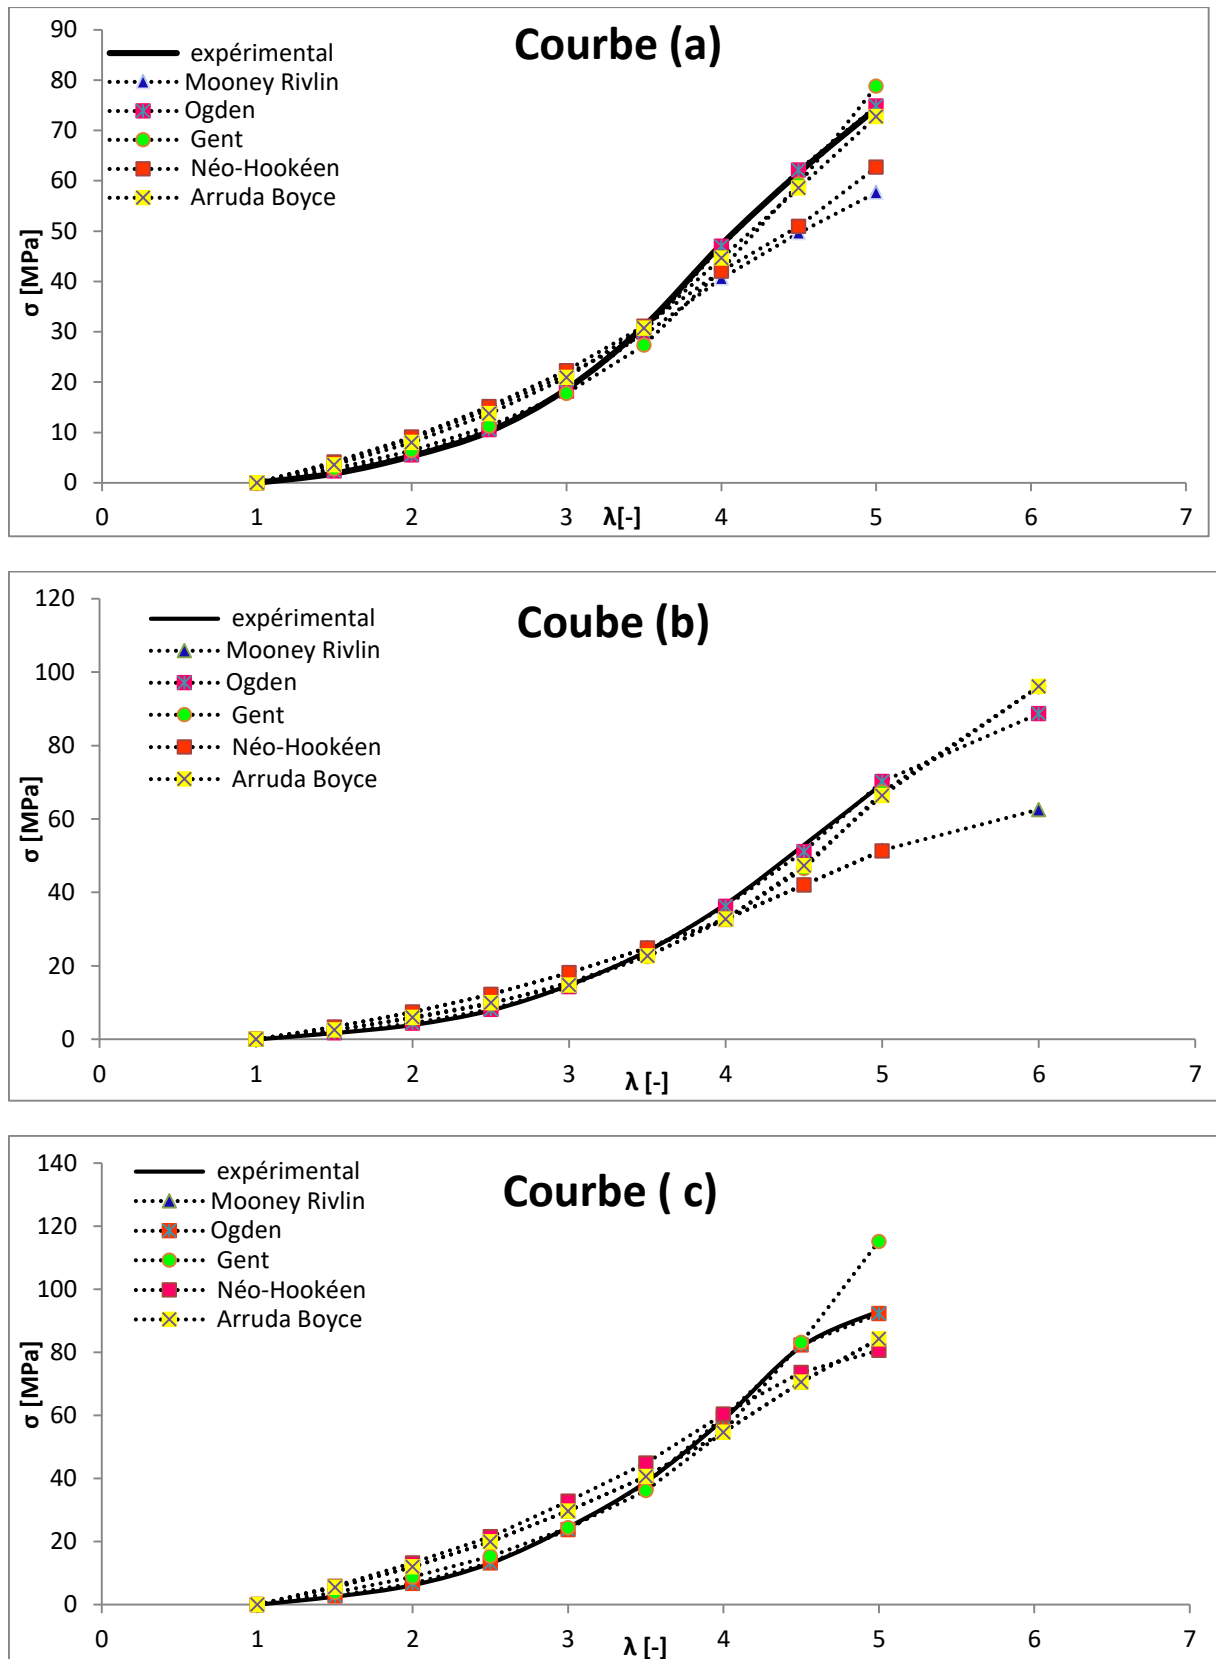 Courbe (a)
expérimental
Mooney Rivlin
Ogden
Gent
Néo-Hookéen
Arruda Boyce
σ [MPa]
90
80
70
60
50
40
30
20
10
0
0 1 2 3 4 5 6 7
λ[-]
Coube (b)
expérimental
Mooney Rivlin
Ogden
Gent
Néo-Hookéen
Arruda Boyce
σ [MPa]
120
100
80
60
40
20
0
0 1 2 3 4 5 6 7
λ [-]
Courbe ( c)
expérimental
Mooney Rivlin
Ogden
Gent
Néo-Hookéen
Arruda Boyce
σ [MPa]
140
120
100
80
60
40
20
0
0 1 2 3 4 5 6 7
λ [-]